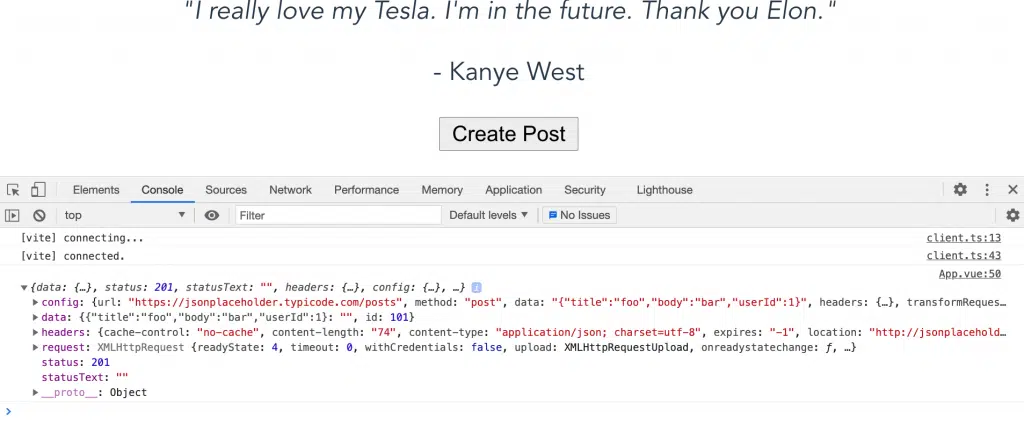 "I really love my Tesla. I'm in the future. Thank you Elon."
- Kanye West
Create Post
Elements Console Sources Network Performance Memory Application Security Lighthouse
top Filter Default levels No Issues
[vite] connecting... client.ts:13
[vite] connected. client.ts:43
App.vue:50
{data: {…}, status: 201, statusText: "", headers: {…}, config: {…}, …}
config: {url: "https://jsonplaceholder.typicode.com/posts", method: "post", data: "{"title":"foo","body":"bar","userId":1}", headers: {…}, transformReques…
data: {{"title":"foo","body":"bar","userId":1}: "", id: 101}
headers: {cache-control: "no-cache", content-length: "74", content-type: "application/json; charset=utf-8", expires: "-1", location: "http://jsonplacehold…
request: XMLHttpRequest {readyState: 4, timeout: 0, withCredentials: false, upload: XMLHttpRequestUpload, onreadystatechange: ƒ, …}
status: 201
statusText: ""
__proto__: Object